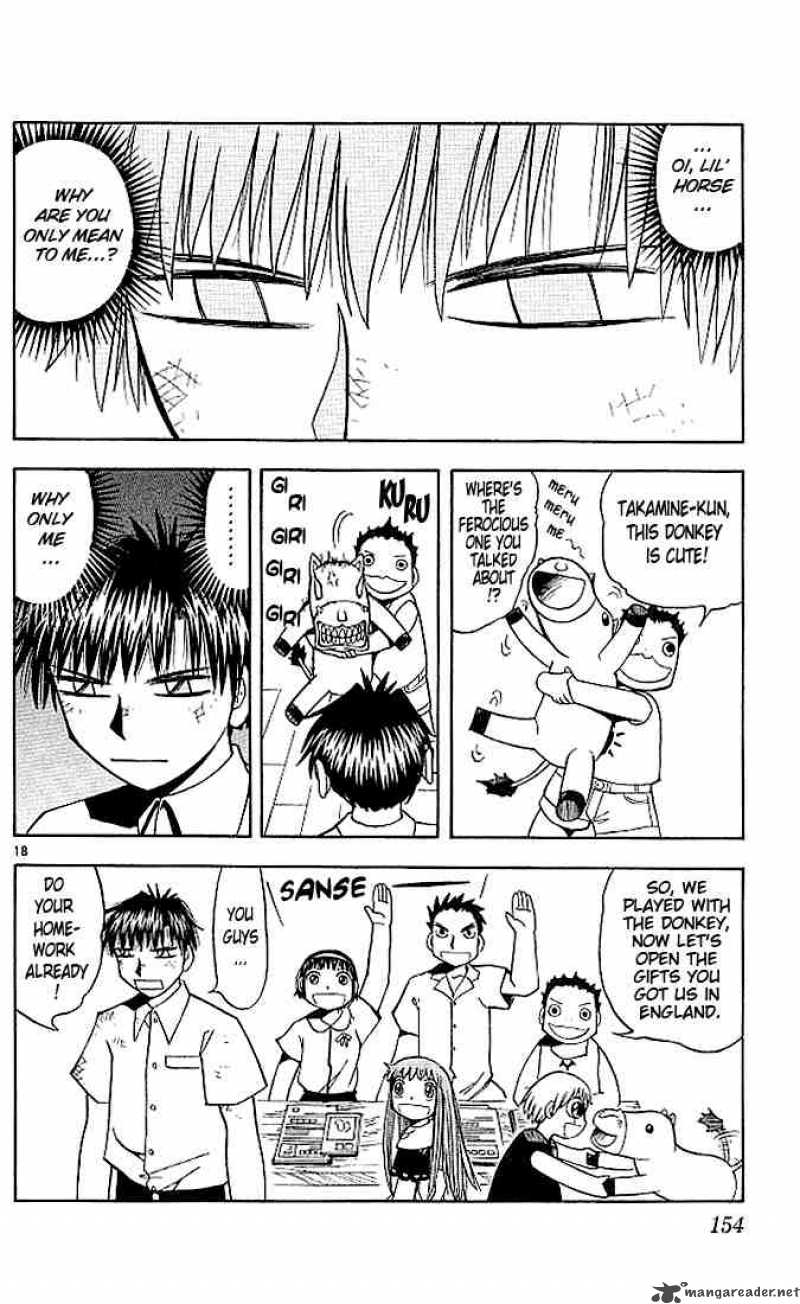 ...
OI, LIL'
HORSE
...
WHY
ARE YOU
ONLY MEAN
TO ME...?
TAKAMINE-KUN,
THIS DONKEY
IS CUTE!
meru
meru
me~
WHERE'S
THE
FEROCIOUS
ONE YOU
TALKED
ABOUT
!?
KURU
GI
RI
GIRI
GI
RI
GIRI
......
WHY
ONLY
ME
...
18
SO, WE
PLAYED WITH
THE DONKEY,
NOW LET'S
OPEN THE
GIFTS YOU
GOT US IN
ENGLAND.
SANSE
YOU
GUYS
...
DO
YOUR
HOME-
WORK
ALREADY
!
154
mangareader.net